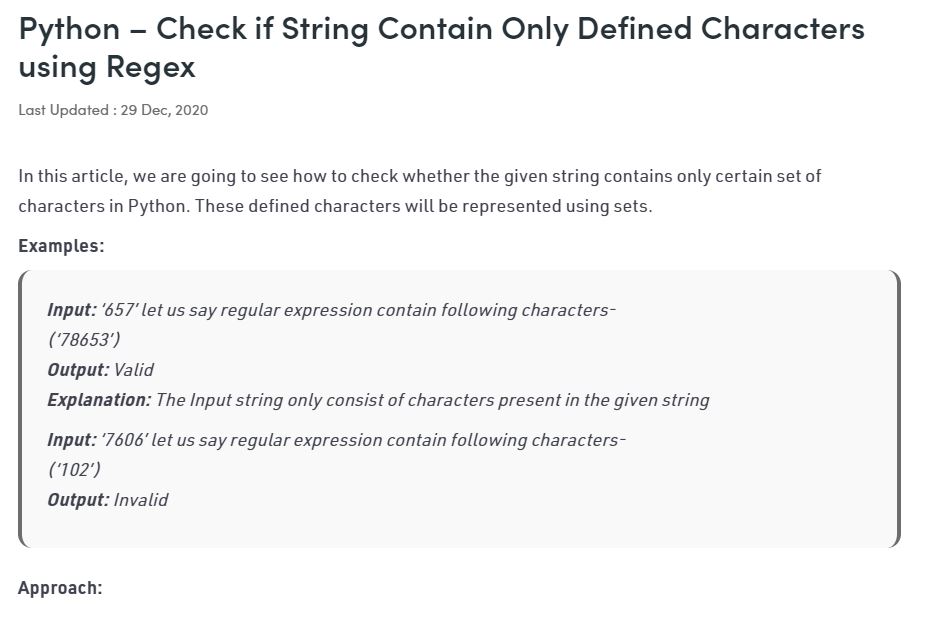 Python – Check if String Contain Only Defined Characters
using Regex
Last Updated : 29 Dec, 2020
In this article, we are going to see how to check whether the given string contains only certain set of
characters in Python. These defined characters will be represented using sets.
Examples:
Input: ‘657’ let us say regular expression contain following characters-
(‘78653’)
Output: Valid
Explanation: The Input string only consist of characters present in the given string
Input: ‘7606’ let us say regular expression contain following characters-
(‘102’)
Output: Invalid
Approach: